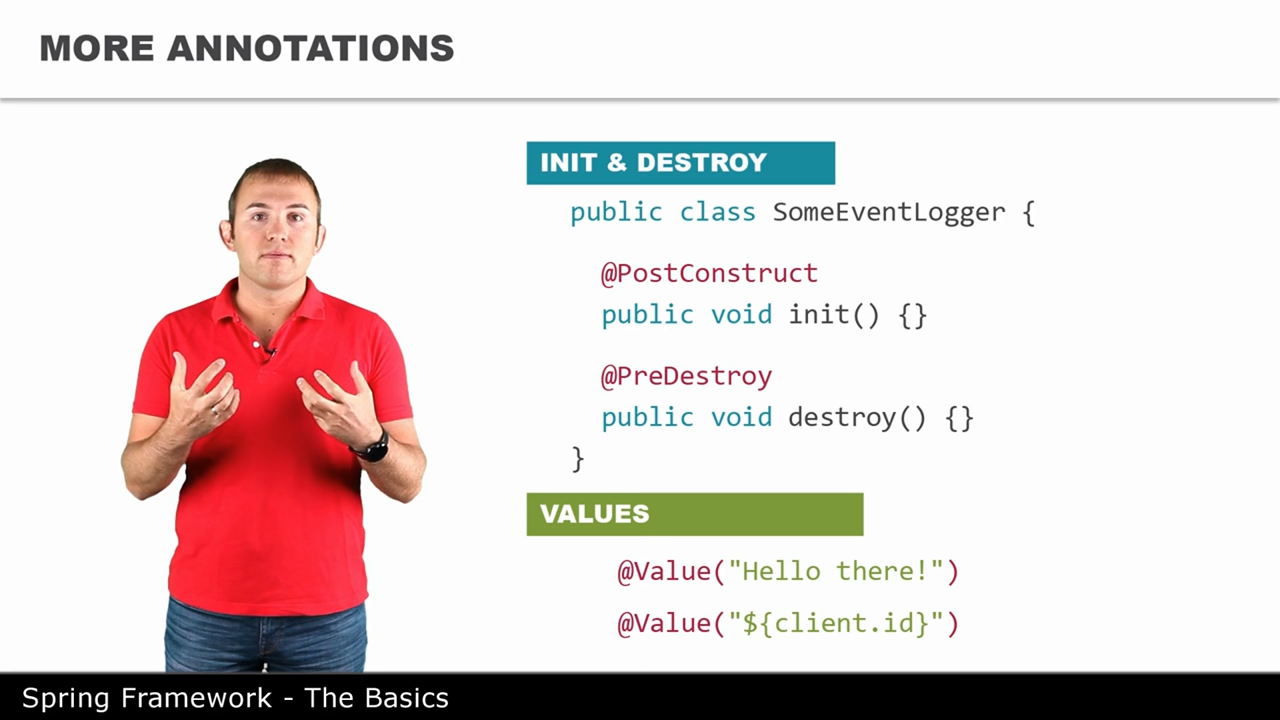 MORE ANNOTATIONS
INIT & DESTROY
public class SomeEventLogger {
@PostConstruct
public void init() {}
@PreDestroy
public void destroy() {}
}
VALUES
@Value("Hello there!")
@Value("${client.id}")
Spring Framework - The Basics